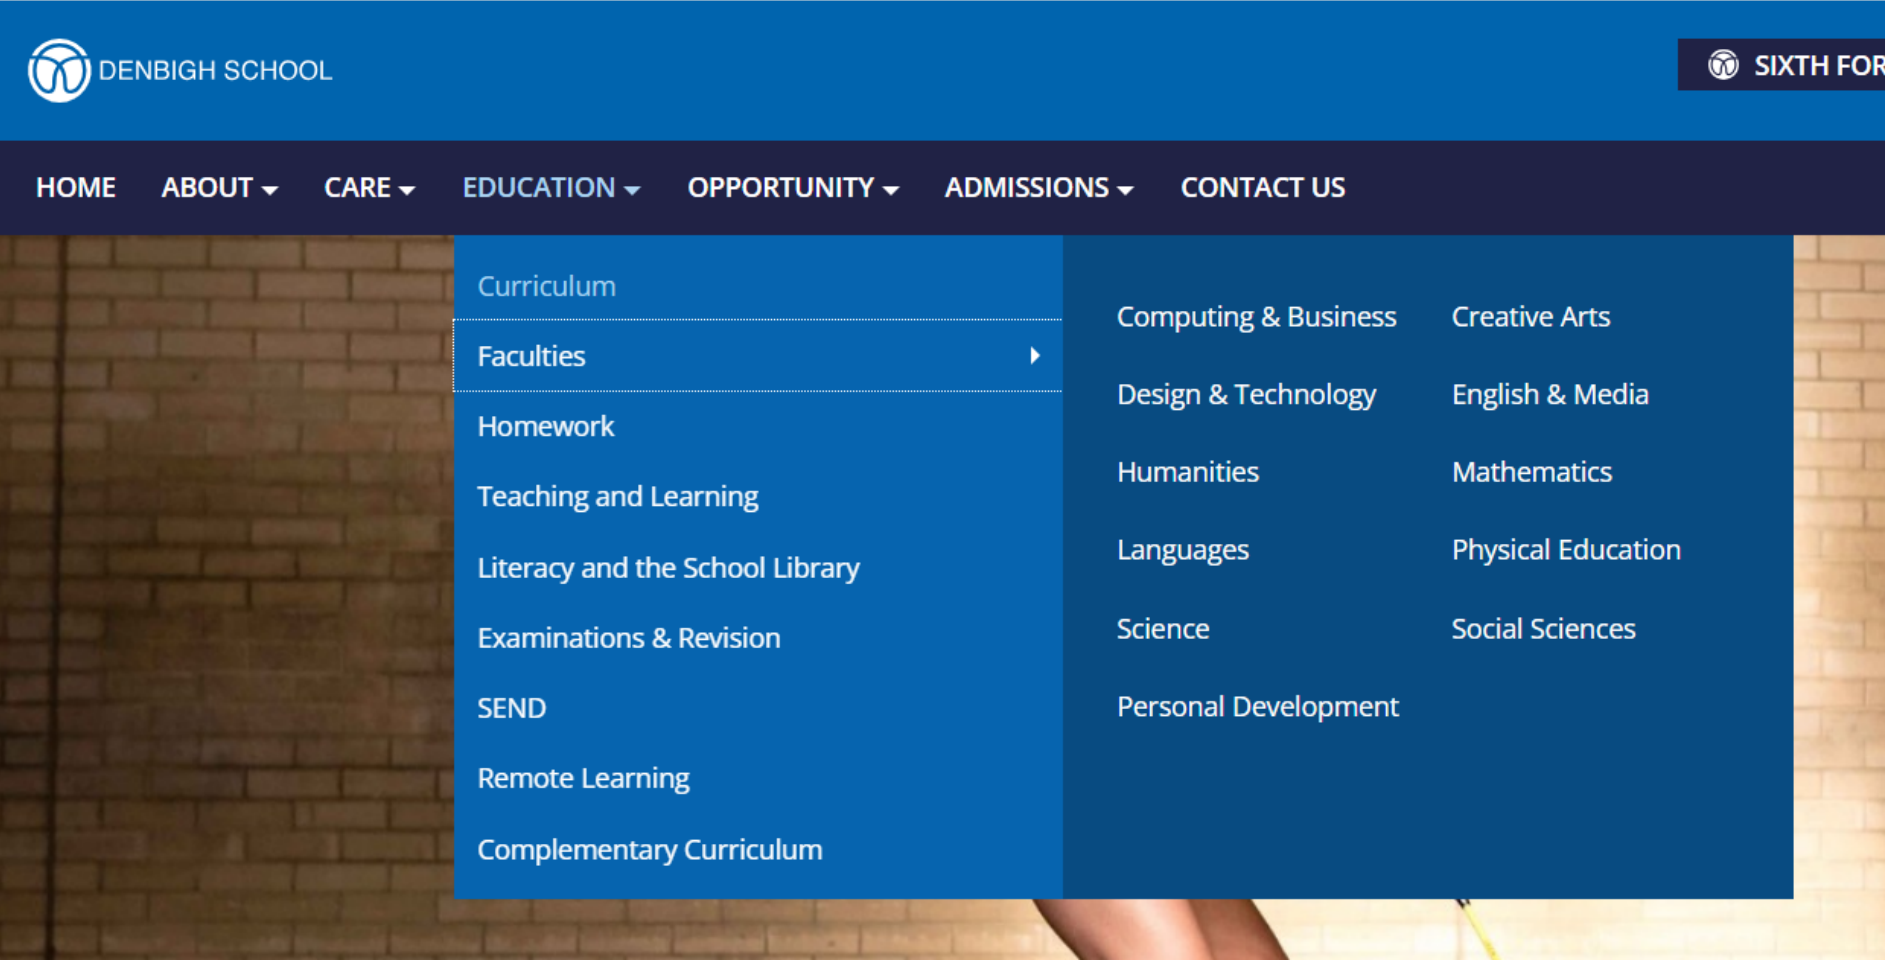 DENBIGH SCHOOL
SIXTH FOR
HOME ABOUT CARE EDUCATION OPPORTUNITY ADMISSIONS CONTACT US
Curriculum
Faculties
Homework
Teaching and Learning
Literacy and the School Library
Examinations & Revision
SEND
Remote Learning
Complementary Curriculum
Computing & Business Creative Arts
Design & Technology English & Media
Humanities Mathematics
Languages Physical Education
Science Social Sciences
Personal Development